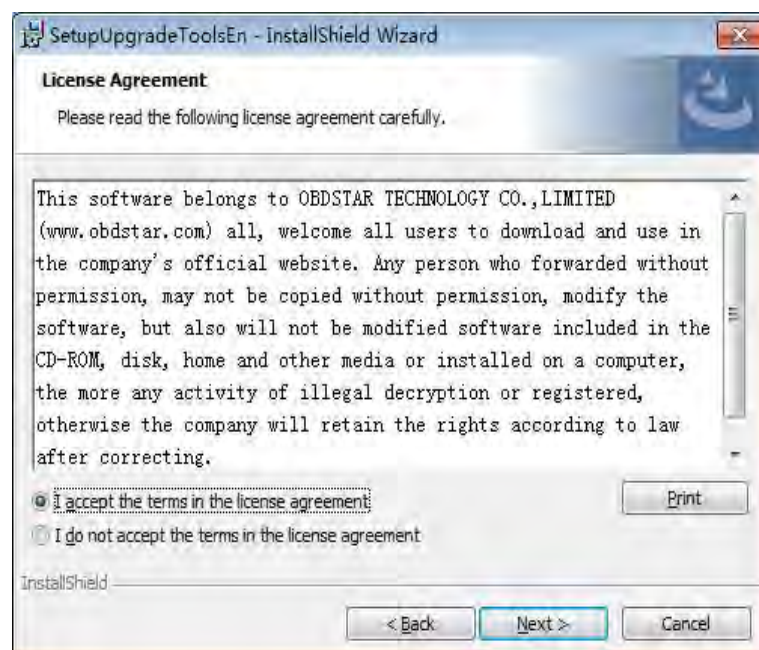 SetupUpgradeToolsEn - InstallShield Wizard
License Agreement
Please read the following license agreement carefully.
This software belongs to OBDSTAR TECHNOLOGY CO.,LIMITED
(www.obdstar.com) all, welcome all users to download and use in
the company's official website. Any person who forwarded without
permission, may not be copied without permission, modify the
software, but also will not be modified software included in the
CD-ROM, disk, home and other media or installed on a computer,
the more any activity of illegal decryption or registered,
otherwise the company will retain the rights according to law
after correcting.
I accept the terms in the license agreement
Print
I do not accept the terms in the license agreement
InstallShield
< Back Next > Cancel